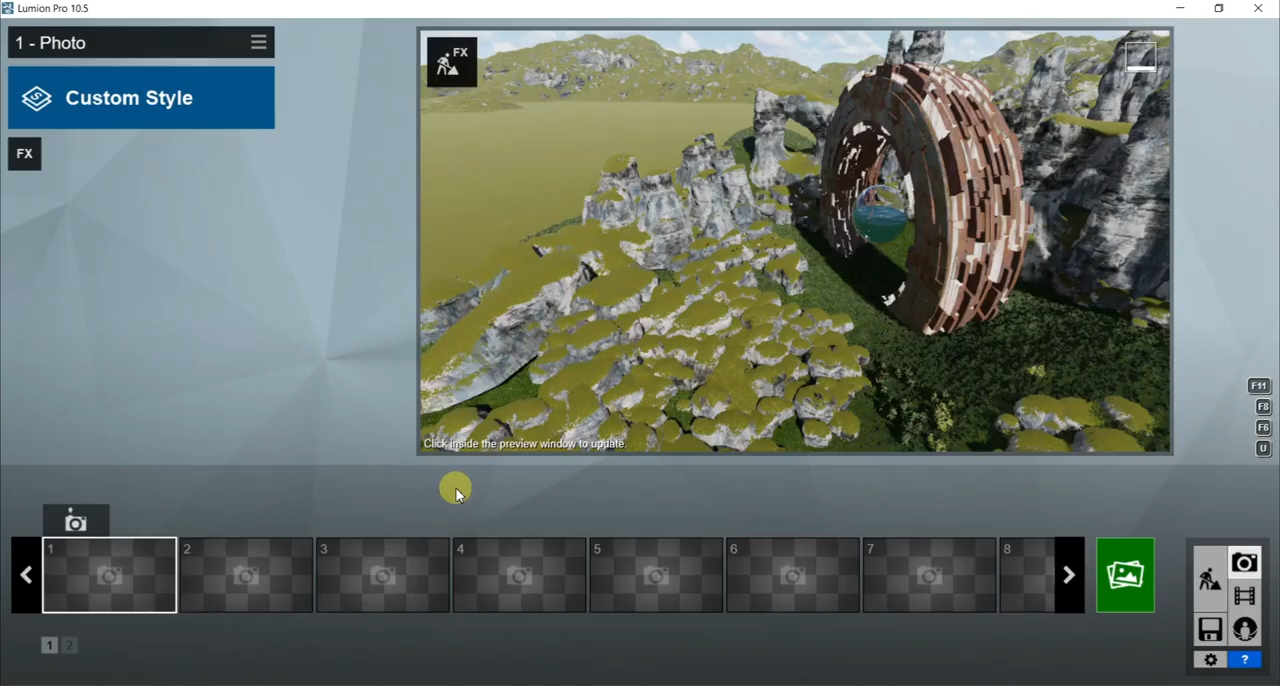 Lumion Pro 10.5
1 - Photo
Custom Style
FX
FX
Click inside the preview window to update.
F11
F8
F6
U
1
2
3
4
5
6
7
8
1 2
?